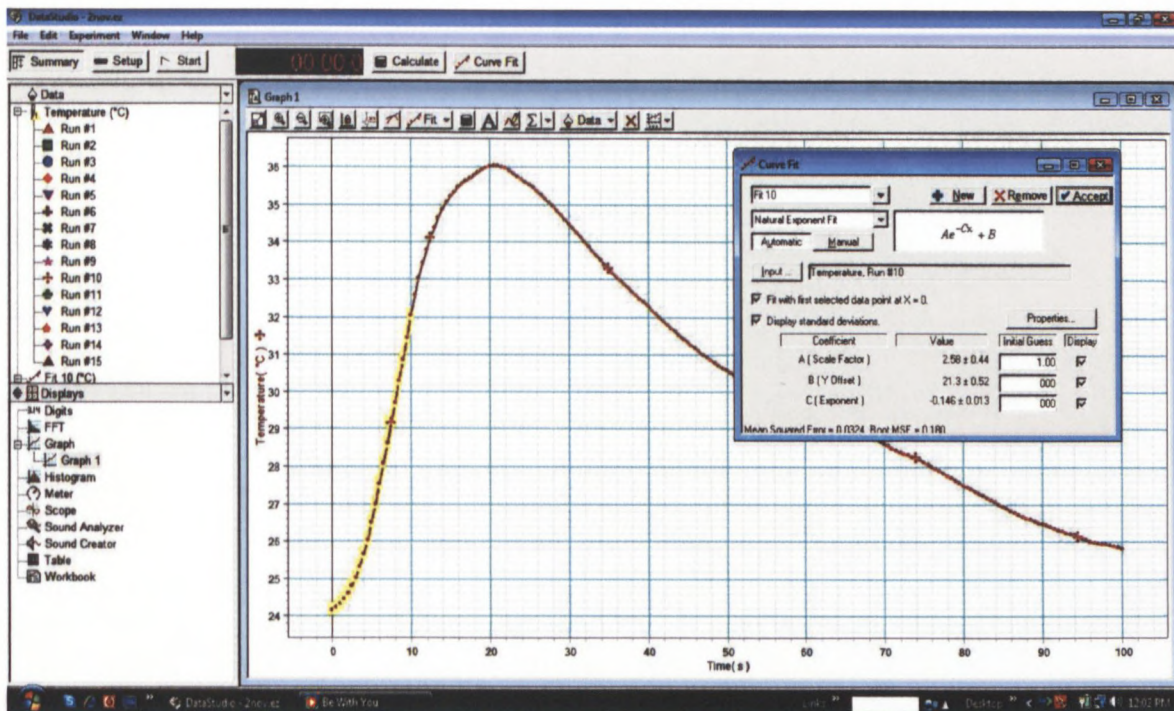 DataStudio - 2nov.ez
File Edit Experiment Window Help
Summary Setup Start Calculate Curve Fit
Data
Temperature (°C)
Run #1
Run #2
Run #3
Run #4
Run #5
Run #6
Run #7
Run #8
Run #9
Run #10
Run #11
Run #12
Run #13
Run #14
Run #15
Fit 10 (°C)
Displays
Digits
FFT
Graph
Graph 1
Histogram
Meter
Scope
Sound Analyzer
Sound Creator
Table
Workbook
Graph 1
Fit Σ Data
36
35
34
33
32
31
30
29
28
27
26
25
24
Temperature( °C )
0 10 20 30 40 50 60 70 80 90 100
Time( s )
Curve Fit
Fit 10 New Remove Accept
Natural Exponent Fit
Automatic Manual
Ae^-Cx + B
Input ... Temperature, Run #10
Fit with first selected data point at X = 0.
Display standard deviations.
Properties...
Coefficient Value Initial Guess Display
A ( Scale Factor ) 2.58 ± 0.44 1.00
B ( Y Offset ) 21.3 ± 0.52 000
C ( Exponent ) -0.146 ± 0.013 000
Mean Squared Error = 0.0324, Root MSE = 0.180
DataStudio - 2nov.ez Be With You Links Desktop 12:02 PM